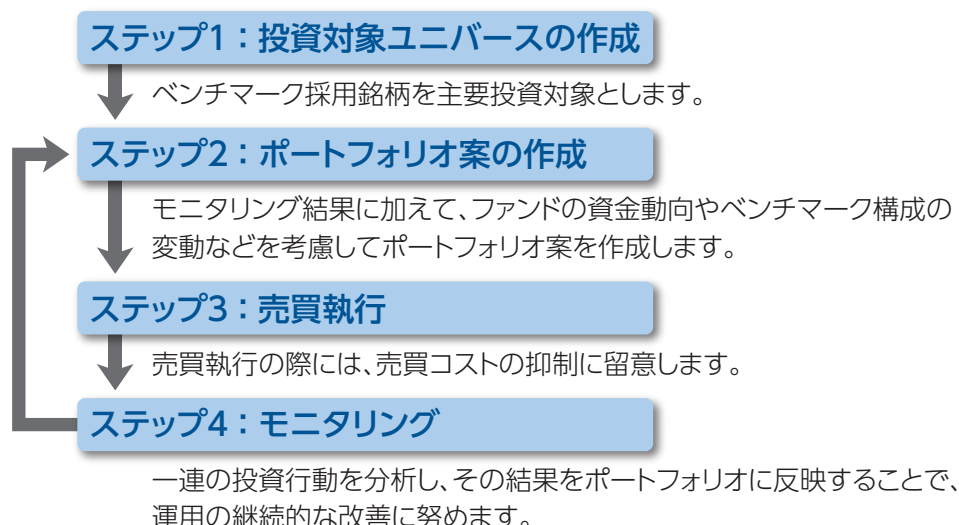 ステップ1：投資対象ユニバースの作成
ベンチマーク採用銘柄を主要投資対象とします。
ステップ2：ポートフォリオ案の作成
モニタリング結果に加えて、ファンドの資金動向やベンチマーク構成の
変動などを考慮してポートフォリオ案を作成します。
ステップ3：売買執行
売買執行の際には、売買コストの抑制に留意します。
ステップ4：モニタリング
一連の投資行動を分析し、その結果をポートフォリオに反映することで、
運用の継続的な改善に努めます。